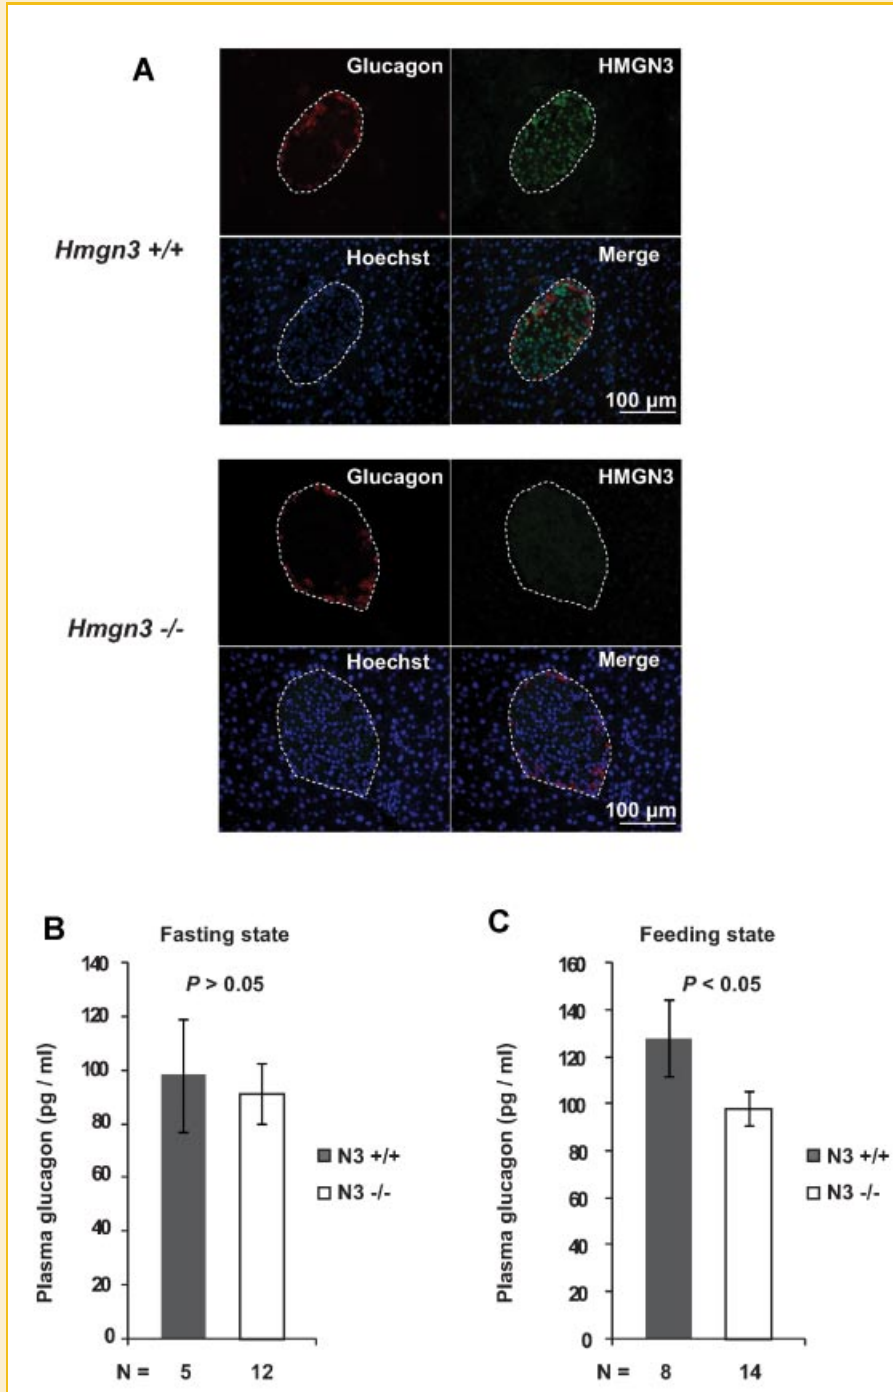 A
Glucagon
HMGN3
Hmgn3 +/+
Hoechst
Merge
100 µm
Glucagon
HMGN3
Hmgn3 -/-
Hoechst
Merge
100 µm
B
Fasting state
140
120
100
80
60
40
20
0
Plasma glucagon (pg / ml)
P > 0.05
N3 +/+
N3 -/-
N = 5 12
C
Feeding state
160
140
120
100
80
60
40
20
0
Plasma glucagon (pg / ml)
P < 0.05
N3 +/+
N3 -/-
N = 8 14